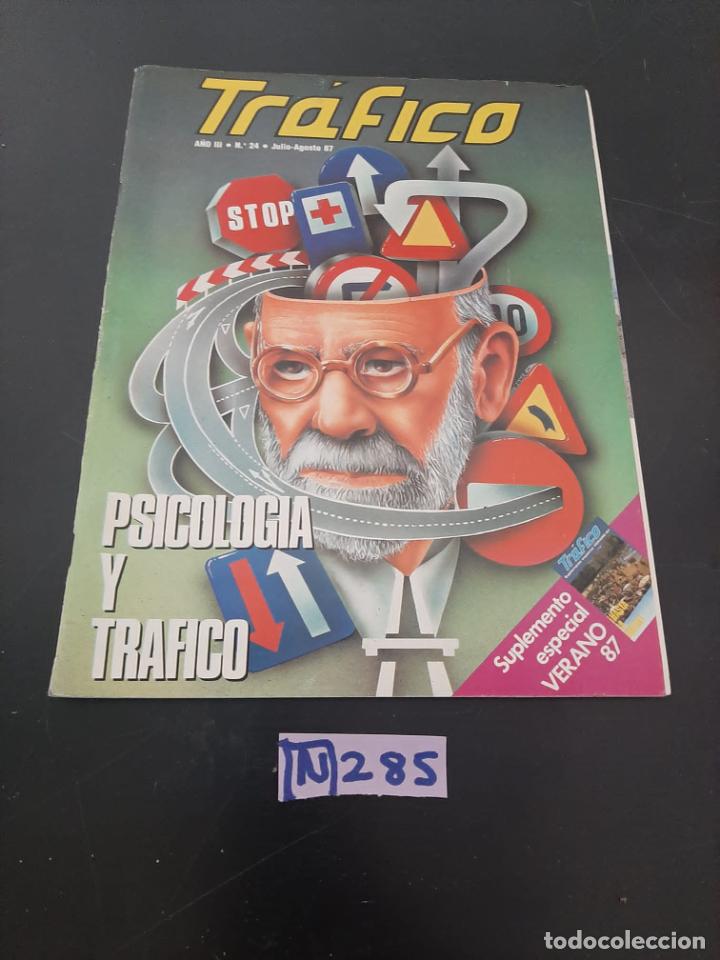 Tráfico
AÑO III • N.° 24 • Julio-Agosto 87
STOP
PSICOLOGIA
Y
TRAFICO
Tráfico
Suplemento
especial
VERANO
87
N 285
todocoleccion